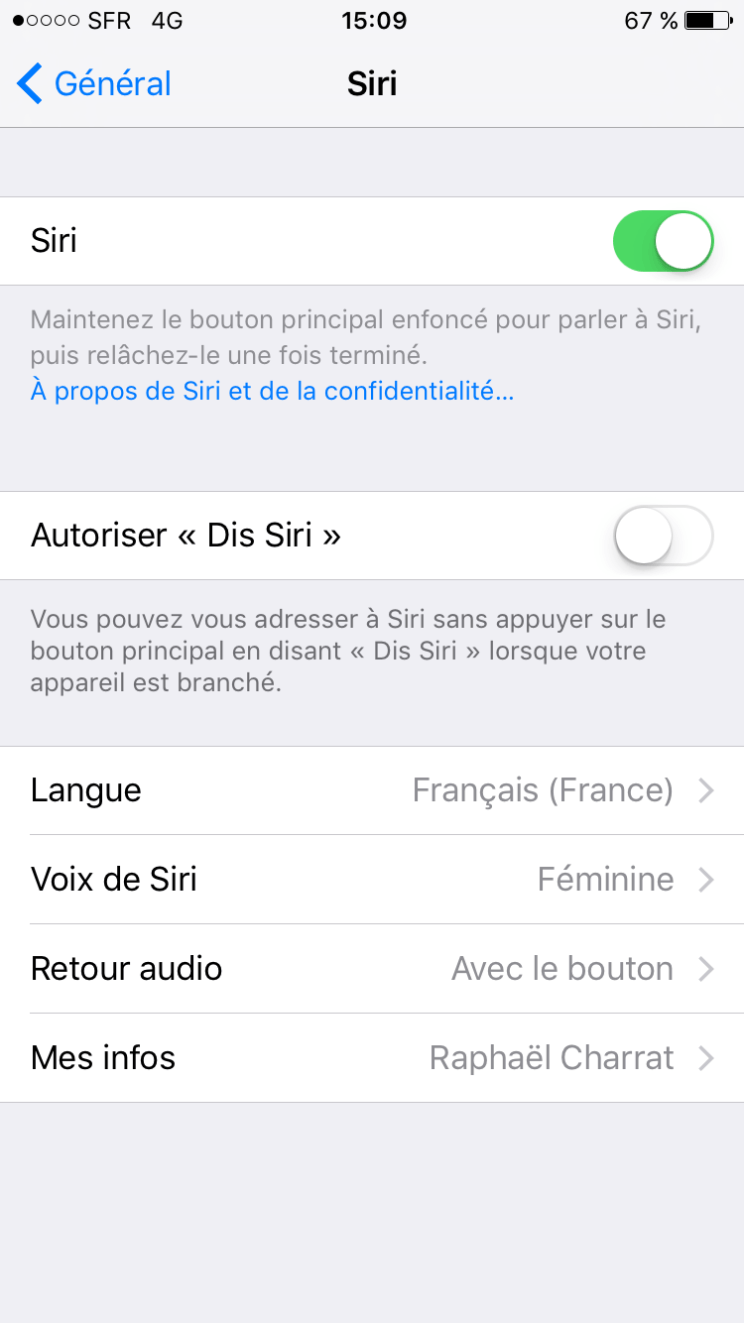 SFR 4G 15:09 67 %
Général Siri
Siri
Maintenez le bouton principal enfoncé pour parler à Siri,
puis relâchez-le une fois terminé.
À propos de Siri et de la confidentialité...
Autoriser « Dis Siri »
Vous pouvez vous adresser à Siri sans appuyer sur le
bouton principal en disant « Dis Siri » lorsque votre
appareil est branché.
Langue Français (France)
Voix de Siri Féminine
Retour audio Avec le bouton
Mes infos Raphaël Charrat